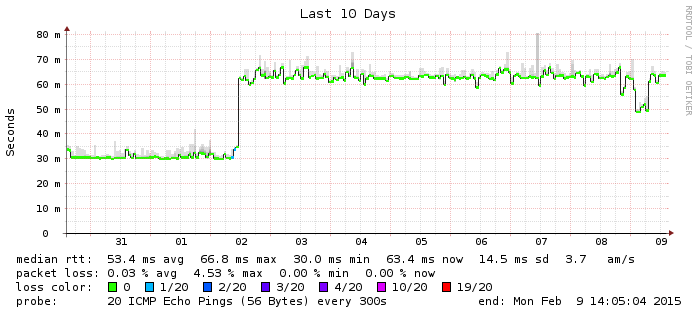 Last 10 Days
RRDTOOL / TOBI OETIKER
Seconds
80 m
70 m
60 m
50 m
40 m
30 m
20 m
10 m
0
31 01 02 03 04 05 06 07 08 09
median rtt: 53.4 ms avg 66.8 ms max 30.0 ms min 63.4 ms now 14.5 ms sd 3.7 am/s
packet loss: 0.03 % avg 4.53 % max 0.00 % min 0.00 % now
loss color: 0 1/20 2/20 3/20 4/20 10/20 19/20
probe: 20 ICMP Echo Pings (56 Bytes) every 300s end: Mon Feb 9 14:05:04 2015